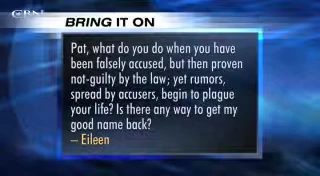 CBN
BRING IT ON
Pat, what do you do when you have
been falsely accused, but then proven
not-guilty by the law; yet rumors,
spread by accusers, begin to plague
your life? Is there any way to get my
good name back?
– Eileen